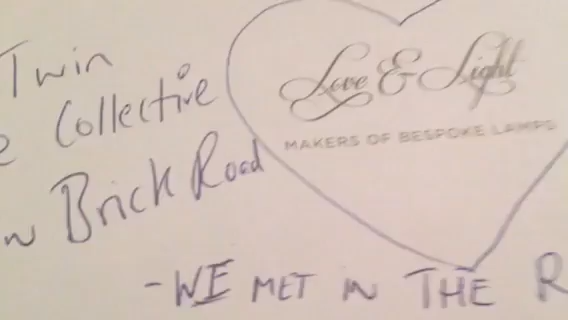 Twin
Collective
Brick Road
Love & Light
MAKERS OF BESPOKE LAMPS
- WE MET IN THE R